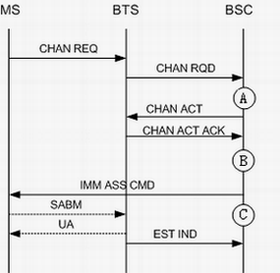 MS BTS BSC
CHAN REQ
CHAN RQD
A
CHAN ACT
CHAN ACT ACK
B
IMM ASS CMD
SABM
C
UA
EST IND